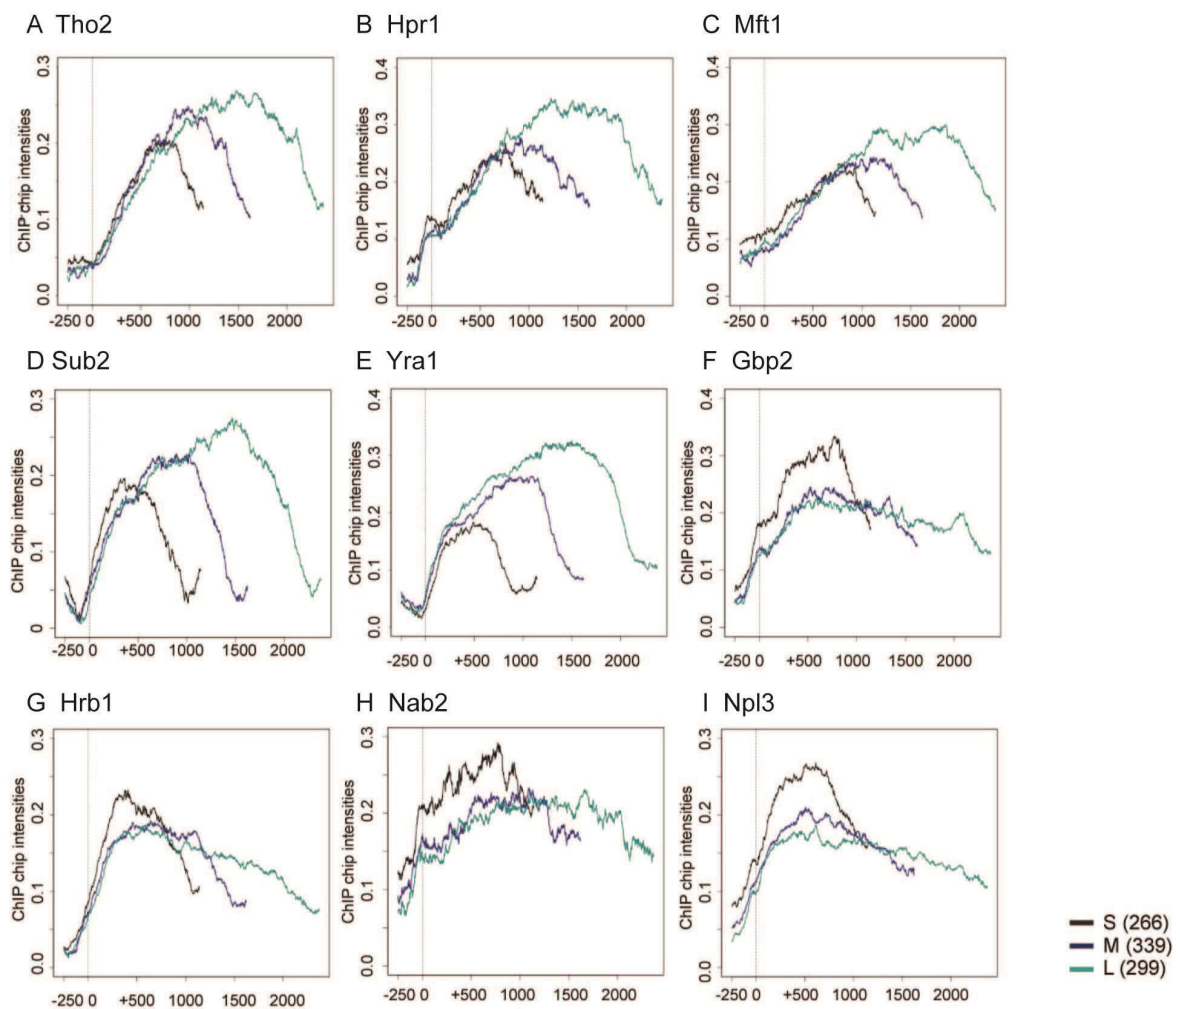 A Tho2
B Hpr1
C Mft1
ChIP chip intensities
0.3
0.2
0.1
0.0
-250 0 +500 1000 1500 2000
ChIP chip intensities
0.4
0.3
0.2
0.1
0.0
-250 0 +500 1000 1500 2000
ChIP chip intensities
0.4
0.3
0.2
0.1
0.0
-250 0 +500 1000 1500 2000
D Sub2
E Yra1
F Gbp2
ChIP chip intensities
0.3
0.2
0.1
0
-250 0 +500 1000 1500 2000
ChIP chip intensities
0.4
0.3
0.2
0.1
0.0
-250 0 +500 1000 1500 2000
ChIP chip intensities
0.4
0.3
0.2
0.1
0.0
-250 0 +500 1000 1500 2000
G Hrb1
H Nab2
I Npl3
ChIP chip intensities
0.3
0.2
0.1
0.0
-250 0 +500 1000 1500 2000
ChIP chip intensities
0.3
0.2
0.1
0.0
-250 0 +500 1000 1500 2000
ChIP chip intensities
0.3
0.2
0.1
0.0
-250 0 +500 1000 1500 2000
S (266)
M (339)
L (299)